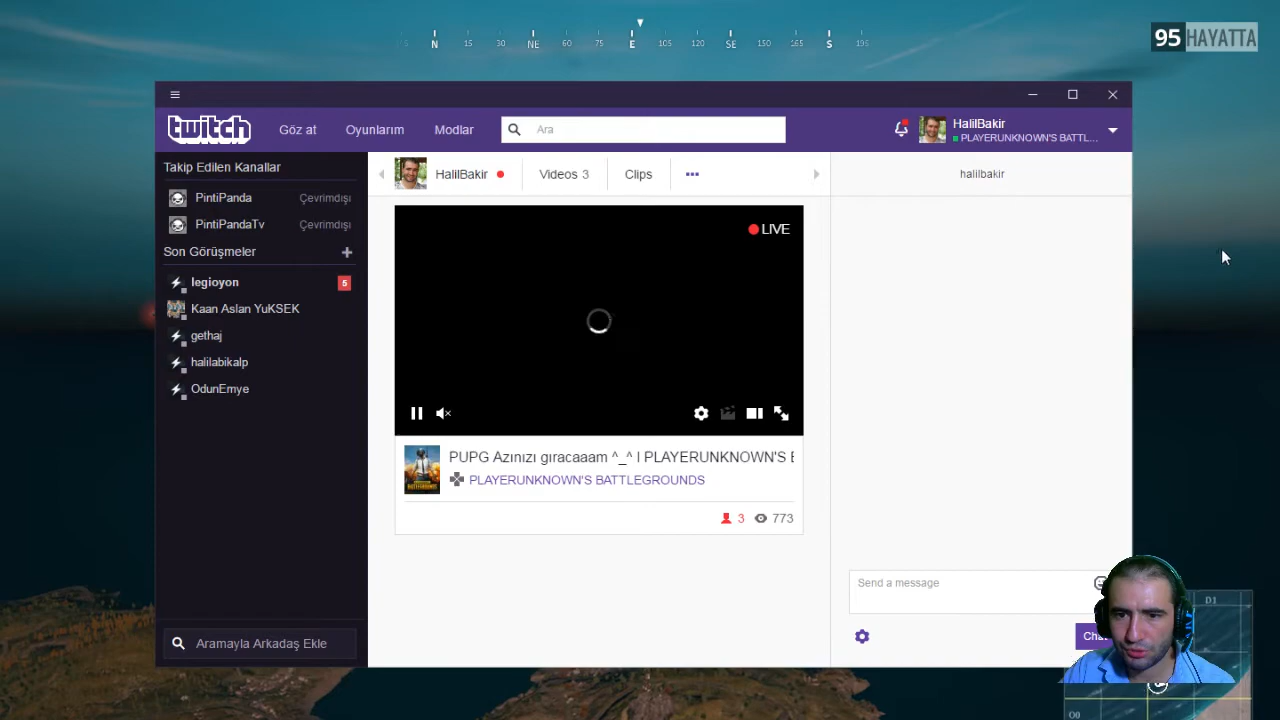 N 15 30 NE 60 75 E 105 120 SE 150 165 S 195
95 HAYATTA
twitch Göz at Oyunlarım Modlar Ara HalilBakir
PLAYERUNKNOWN'S BATTL...
Takip Edilen Kanallar
PintiPanda Çevrimdışı
PintiPandaTv Çevrimdışı
Son Görüşmeler +
legioyon 5
Kaan Aslan YuKSEK
gethaj
halilabikalp
OdunEmye
Aramayla Arkadaş Ekle
HalilBakir Videos 3 Clips
LIVE
PUPG Azınızı gıracaaam ^_^ l PLAYERUNKNOWN'S
PLAYERUNKNOWN'S BATTLEGROUNDS
3 773
halilbakir
Send a message
D1
O0